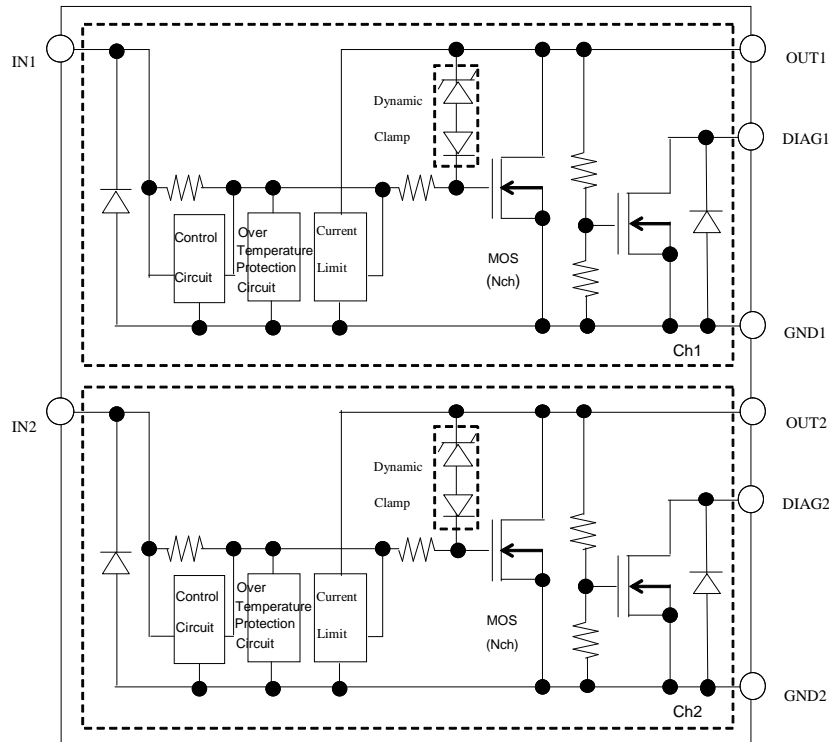 IN1
OUT1
Dynamic
Clamp
DIAG1
Control
Circuit
Over
Temperature
Protection
Circuit
Current
Limit
MOS
(Nch)
GND1
Ch1
IN2
OUT2
Dynamic
Clamp
DIAG2
Control
Circuit
Over
Temperature
Protection
Circuit
Current
Limit
MOS
(Nch)
GND2
Ch2